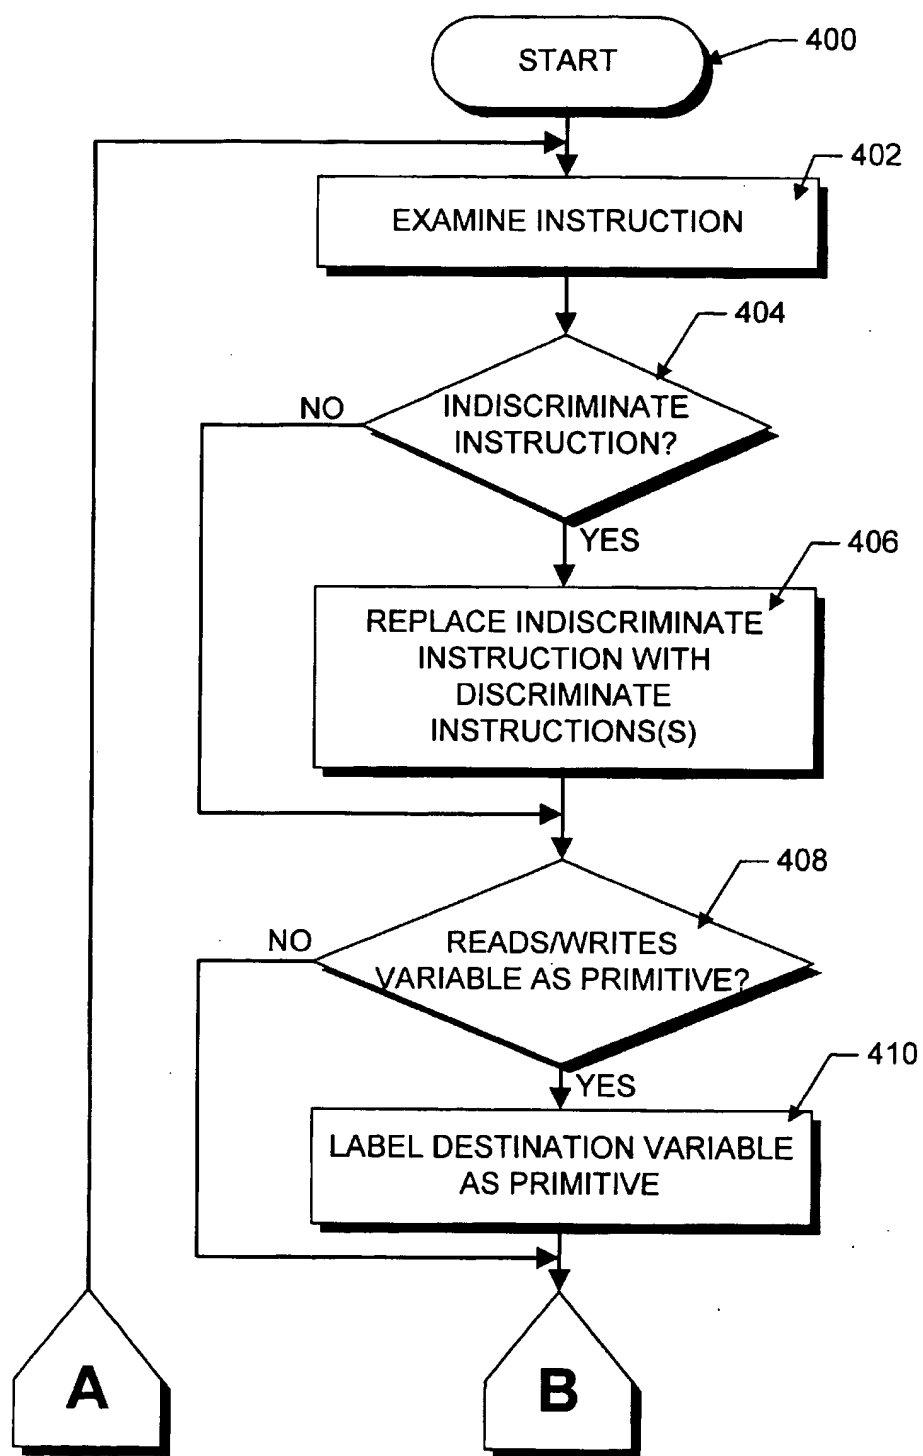 START
400
402
EXAMINE INSTRUCTION
404
NO
INDISCRIMINATE
INSTRUCTION?
YES
406
REPLACE INDISCRIMINATE
INSTRUCTION WITH
DISCRIMINATE
INSTRUCTIONS(S)
408
NO
READS/WRITES
VARIABLE AS PRIMITIVE?
410
YES
LABEL DESTINATION VARIABLE
AS PRIMITIVE
A
B